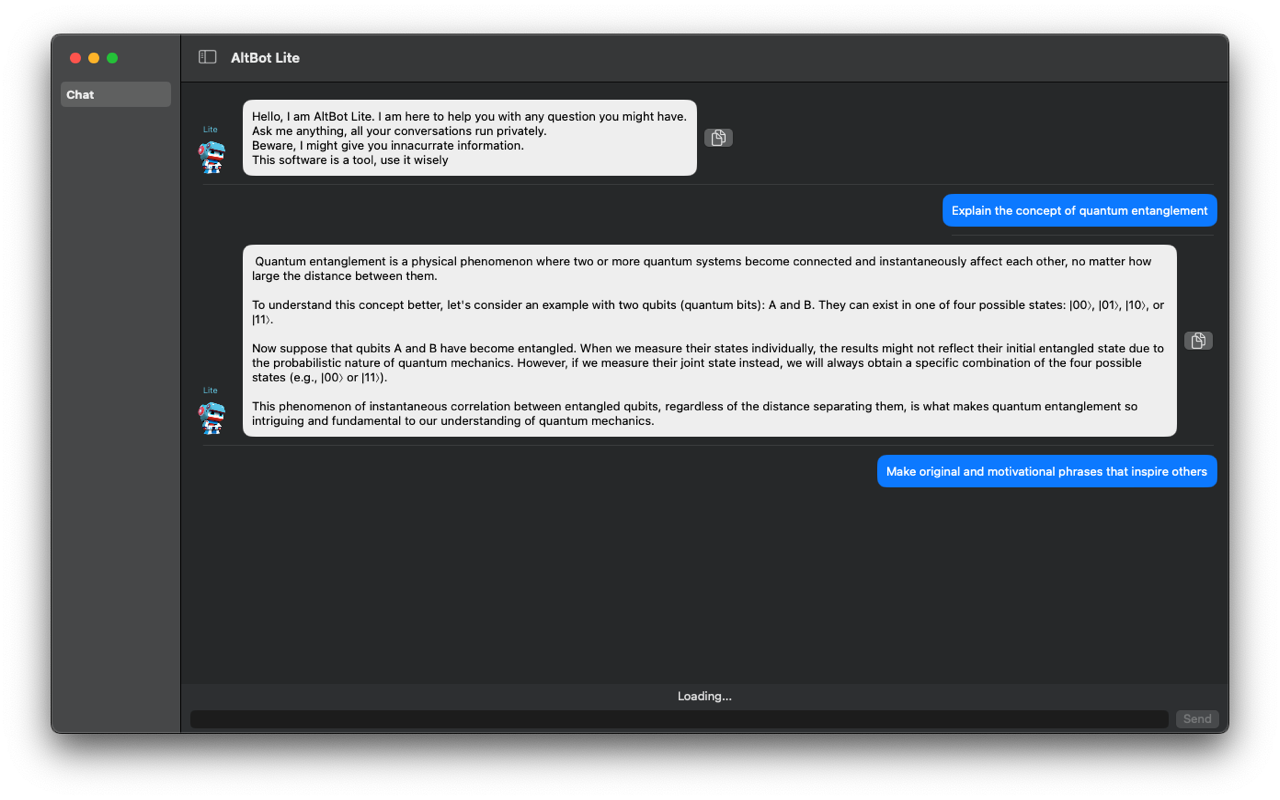 AltBot Lite
Chat
Hello, I am AltBot Lite. I am here to help you with any question you might have.
Ask me anything, all your conversations run privately.
Beware, I might give you innacurrate information.
This software is a tool, use it wisely
Lite
Explain the concept of quantum entanglement
Quantum entanglement is a physical phenomenon where two or more quantum systems become connected and instantaneously affect each other, no matter how
large the distance between them.
To understand this concept better, let's consider an example with two qubits (quantum bits): A and B. They can exist in one of four possible states: |00⟩, |01⟩, |10⟩, or
|11⟩.
Now suppose that qubits A and B have become entangled. When we measure their states individually, the results might not reflect their initial entangled state due to
the probabilistic nature of quantum mechanics. However, if we measure their joint state instead, we will always obtain a specific combination of the four possible
states (e.g., |00⟩ or |11⟩).
This phenomenon of instantaneous correlation between entangled qubits, regardless of the distance separating them, is what makes quantum entanglement so
intriguing and fundamental to our understanding of quantum mechanics.
Lite
Make original and motivational phrases that inspire others
Loading...
Send